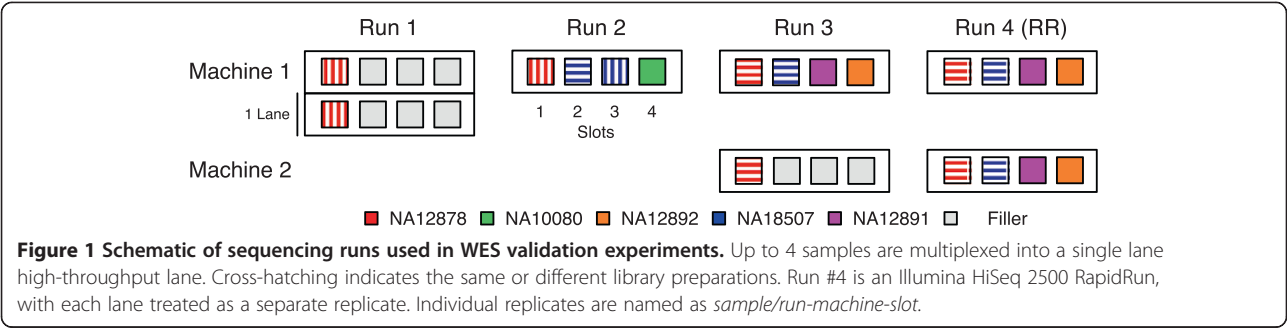 Run 1 Run 2 Run 3 Run 4 (RR)
Machine 1
1 Lane
1 2 3 4
Slots
Machine 2
NA12878 NA10080 NA12892 NA18507 NA12891 Filler
Figure 1 Schematic of sequencing runs used in WES validation experiments. Up to 4 samples are multiplexed into a single lane
high-throughput lane. Cross-hatching indicates the same or different library preparations. Run #4 is an Illumina HiSeq 2500 RapidRun,
with each lane treated as a separate replicate. Individual replicates are named as sample/run-machine-slot.